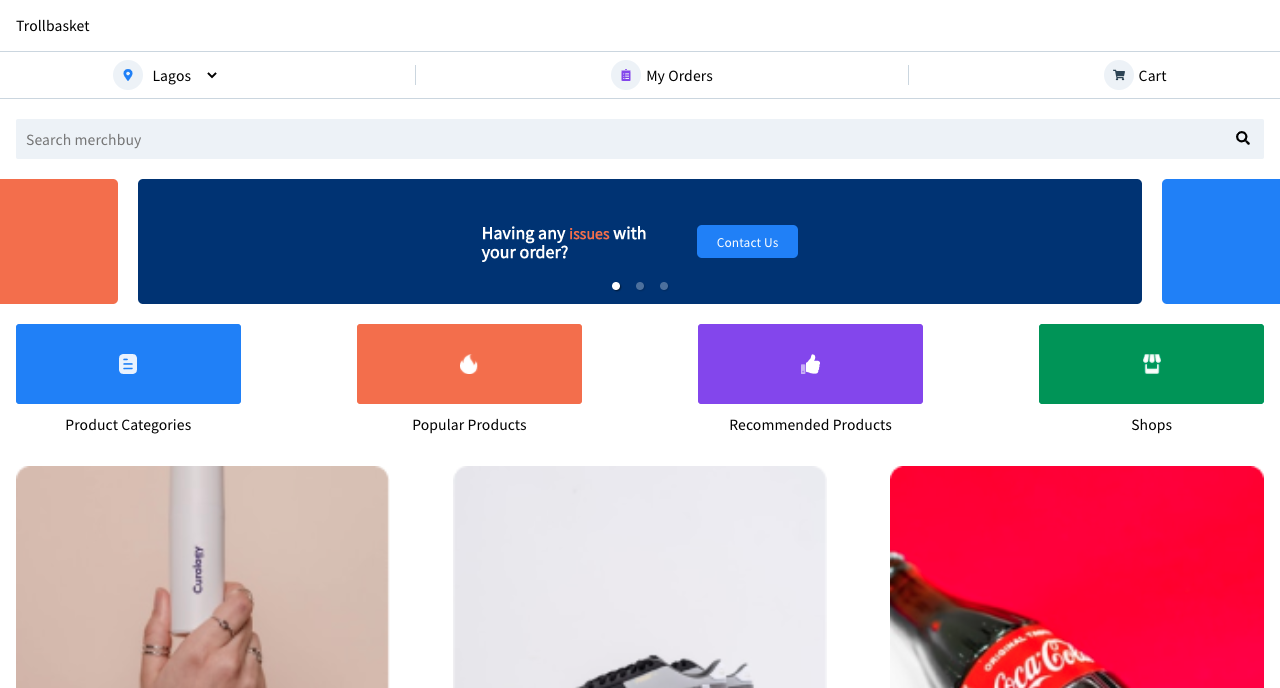 Trollbasket
Lagos
My Orders
Cart
Search merchbuy
Having any issues with
your order?
Contact Us
Product Categories
Popular Products
Recommended Products
Shops
Curology
ORIGINAL TASTE
Coca-Cola